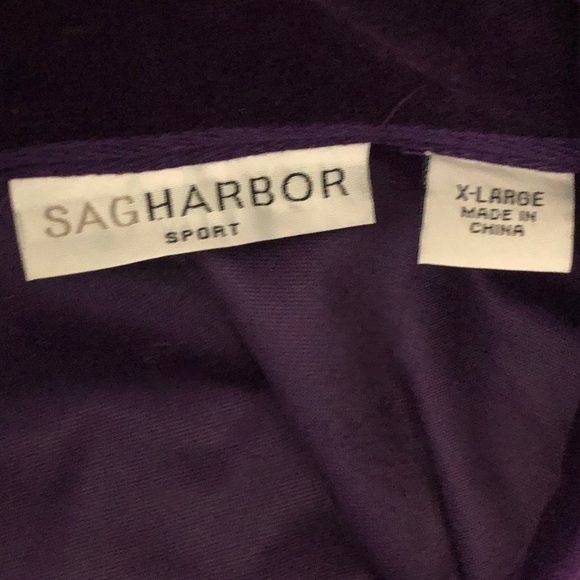 SAGHARBOR
SPORT
X-LARGE
MADE IN
CHINA